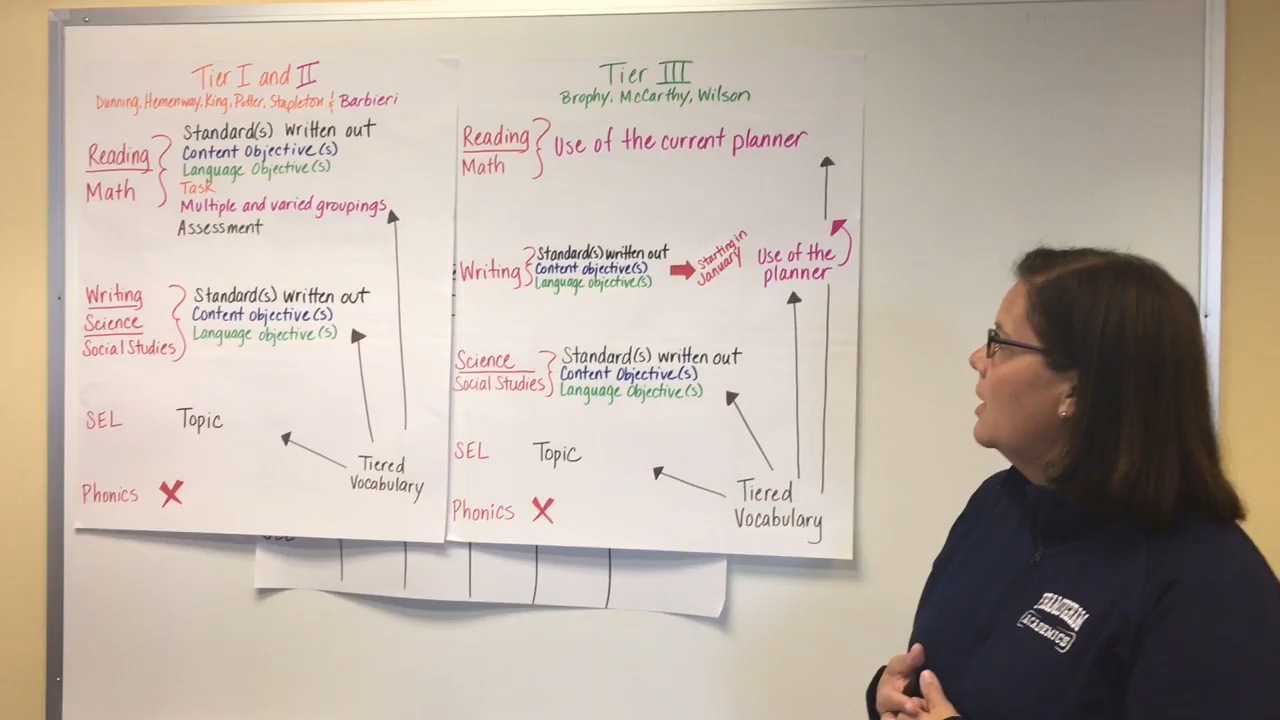 Tier I and II
Dunning, Hemenway, King, Potter, Stapleton & Barbieri
Reading
Math
Standard(s) written out
Content Objective(s)
Language Objective(s)
Task
Multiple and varied groupings
Assessment
Writing
Science
Social Studies
Standard(s) written out
Content objective(s)
Language objective(s)
SEL
Topic
Phonics X
Tiered
Vocabulary
Tier III
Brophy, McCarthy, Wilson
Reading
Math
Use of the current planner
Writing
Standard(s) written out
Content objective(s)
Language objective(s)
Starting in
January
Use of the
planner
Science
Social Studies
Standard(s) written out
Content Objective(s)
Language Objective(s)
SEL
Topic
Phonics X
Tiered
Vocabulary
FRAMINGHAM
ACADEMICS